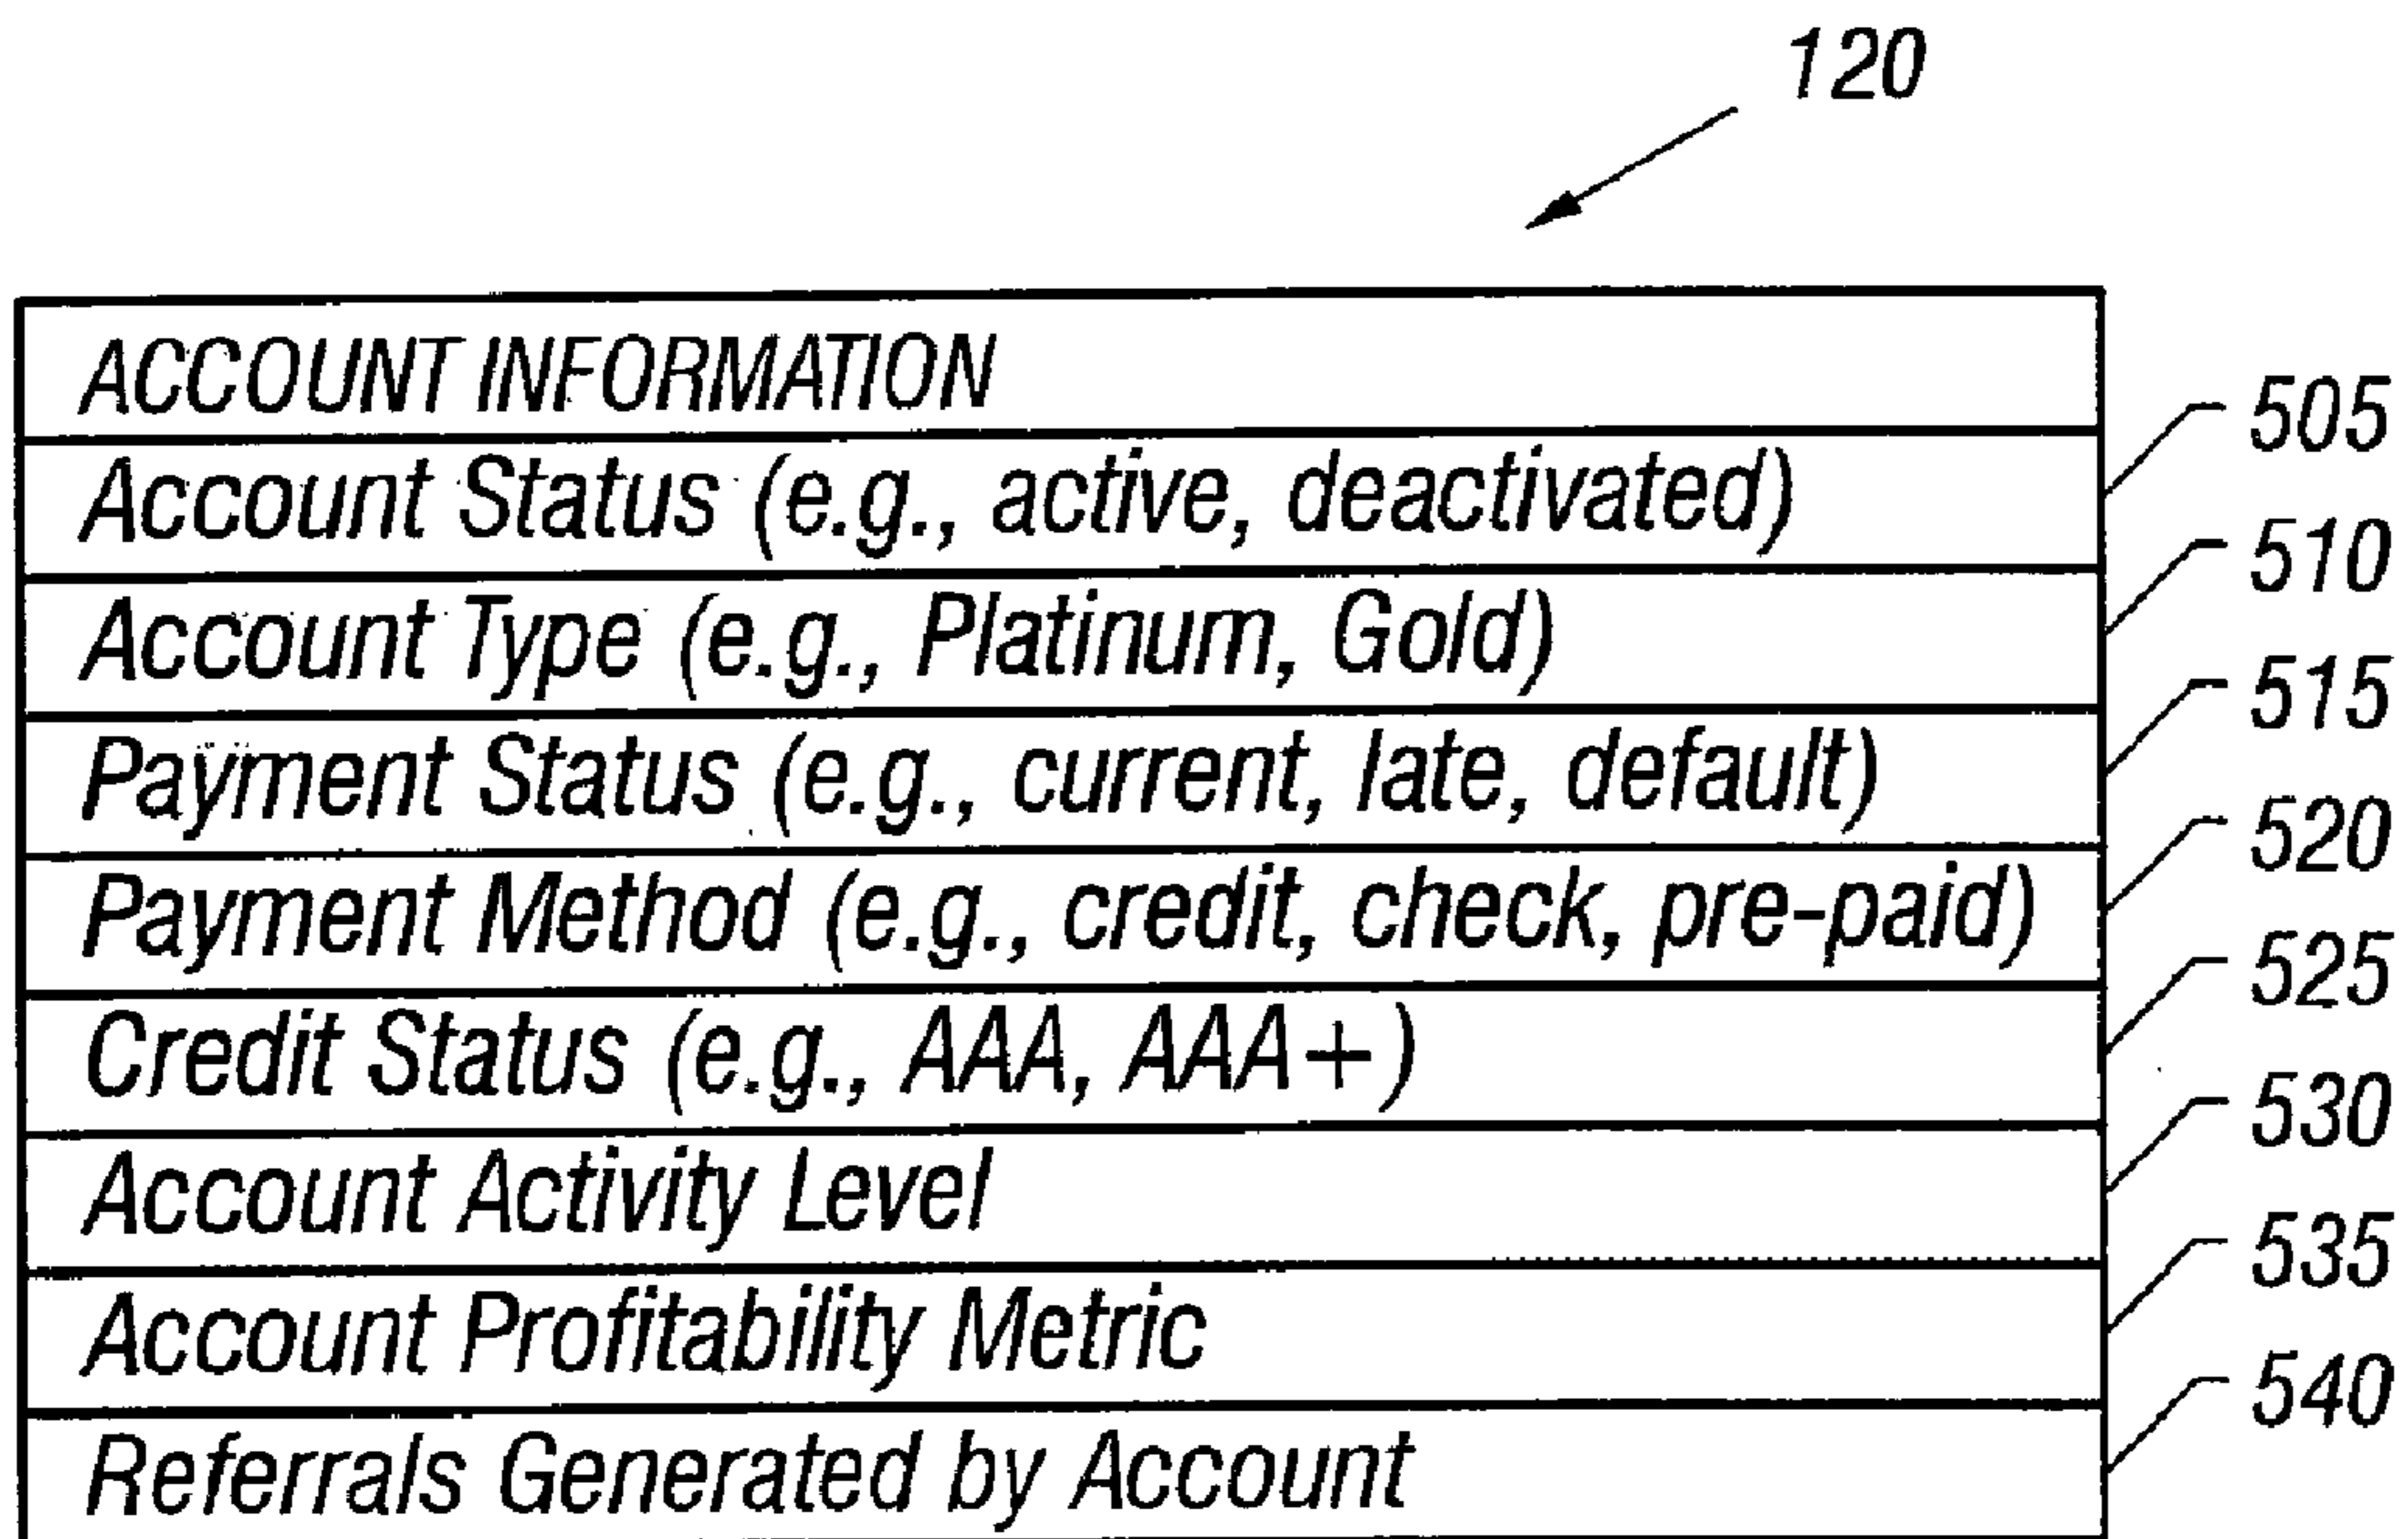 120
ACCOUNT INFORMATION
Account Status (e.g., active, deactivated)
505
Account Type (e.g., Platinum, Gold)
510
Payment Status (e.g., current, late, default)
515
Payment Method (e.g., credit, check, pre-paid)
520
Credit Status (e.g., AAA, AAA+)
525
Account Activity Level
530
Account Profitability Metric
535
Referrals Generated by Account
540